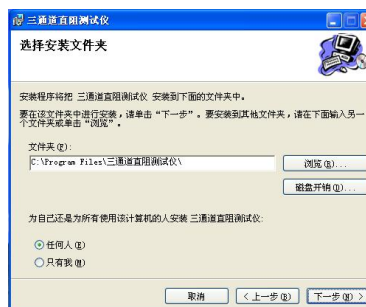 三通道直阻测试仪
选择安装文件夹
安装程序将把 三通道直阻测试仪 安装到下面的文件夹中。
要在该文件夹中进行安装，请单击“下一步”。要安装到其他文件夹，请在下面输入另一
个文件夹或单击“浏览”。
文件夹(F):
C:\Program Files\三通道直阻测试仪\
浏览(R)...
磁盘开销(D)...
为自己还是为所有使用该计算机的人安装 三通道直阻测试仪:
任何人(E)
只有我(M)
取消
< 上一步(B)
下一步(N) >